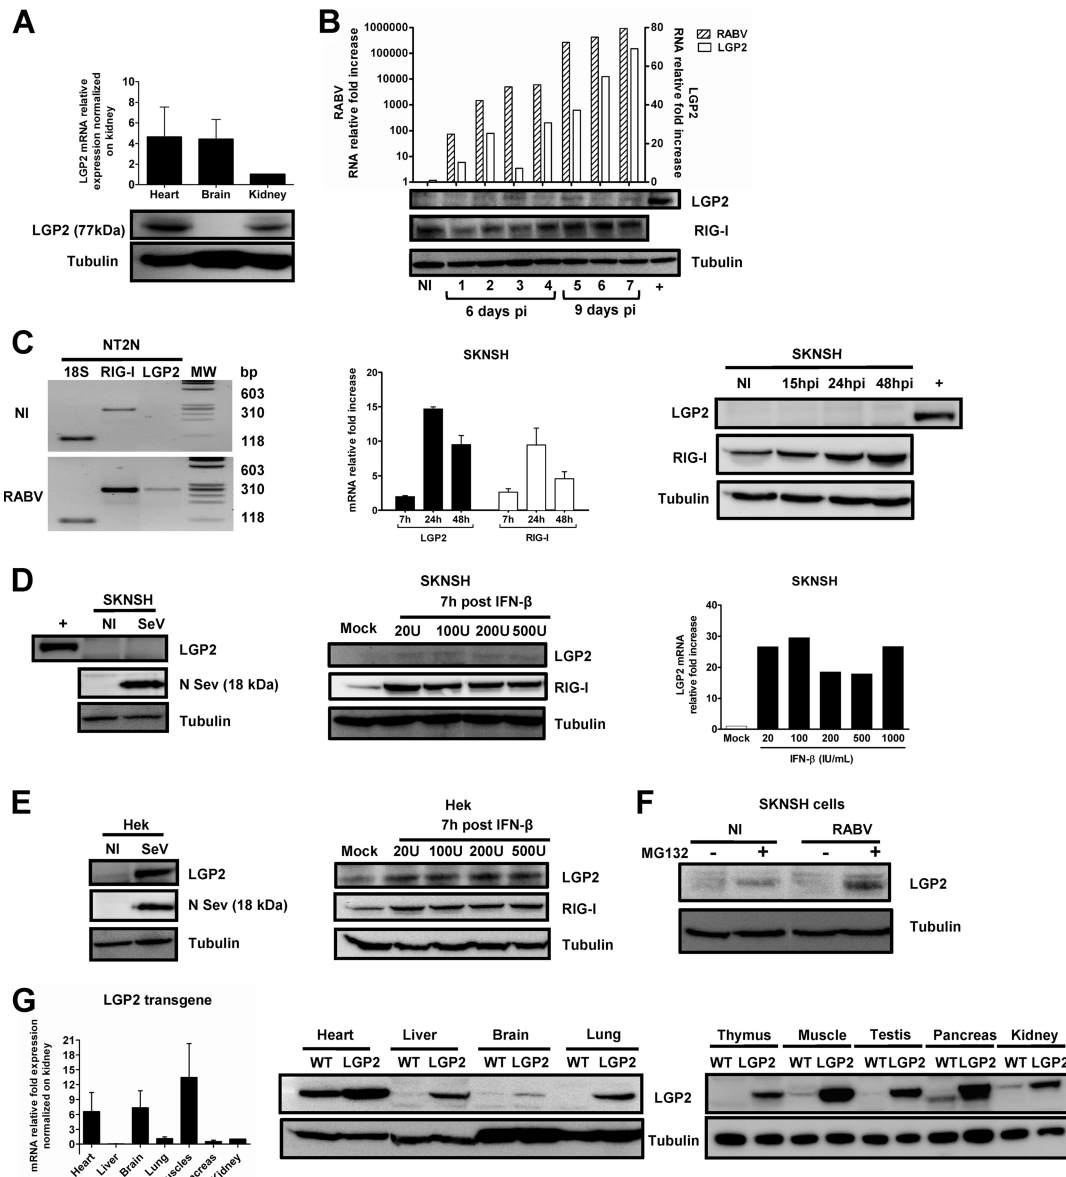 A
LGP2 mRNA relative
expression normalized
on kidney
10
8
6
4
2
0
Heart Brain Kidney
LGP2 (77kDa)
Tubulin
B
RABV
RNA relative fold increase
1000000
100000
10000
1000
100
10
1
80
60
40
20
0
RNA relative fold increase
LGP2
RABV
LGP2
LGP2
RIG-I
Tubulin
NI 1 2 3 4 5 6 7 +
6 days pi 9 days pi
C
NT2N
18S RIG-I LGP2 MW bp
NI
603
310
118
RABV
603
310
118
SKNSH
mRNA relative fold increase
20
15
10
5
0
7h 24h 48h 7h 24h 48h
LGP2 RIG-I
SKNSH
NI 15hpi 24hpi 48hpi +
LGP2
RIG-I
Tubulin
D
SKNSH
+ NI SeV
LGP2
N Sev (18 kDa)
Tubulin
SKNSH
7h post IFN-β
Mock 20U 100U 200U 500U
LGP2
RIG-I
Tubulin
SKNSH
LGP2 mRNA
relative fold increase
40
30
20
10
0
Mock 20 100 200 500 1000
IFN-β (IU/mL)
E
Hek
NI SeV
LGP2
N Sev (18 kDa)
Tubulin
Hek
7h post IFN-β
Mock 20U 100U 200U 500U
LGP2
RIG-I
Tubulin
F
SKNSH cells
NI RABV
MG132 - + - +
LGP2
Tubulin
G
LGP2 transgene
mRNA relative fold expression
normalized on kidney
21
18
15
12
9
6
3
0
Heart Liver Brain Lung uscles creas Kidney
Heart Liver Brain Lung
WT LGP2 WT LGP2 WT LGP2 WT LGP2
LGP2
Tubulin
Thymus Muscle Testis Pancreas Kidney
WT LGP2 WT LGP2 WT LGP2 WT LGP2 WT LGP2